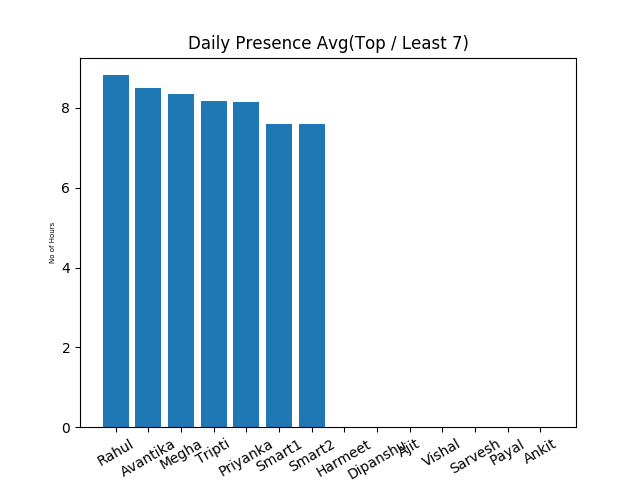 Daily Presence Avg(Top / Least 7)
8
6
4
2
0
No of Hours
Rahul
Avantika
Megha
Tripti
Priyanka
Smart1
Smart2
Harmeet
Dipanshu
Ajit
Vishal
Sarvesh
Payal
Ankit